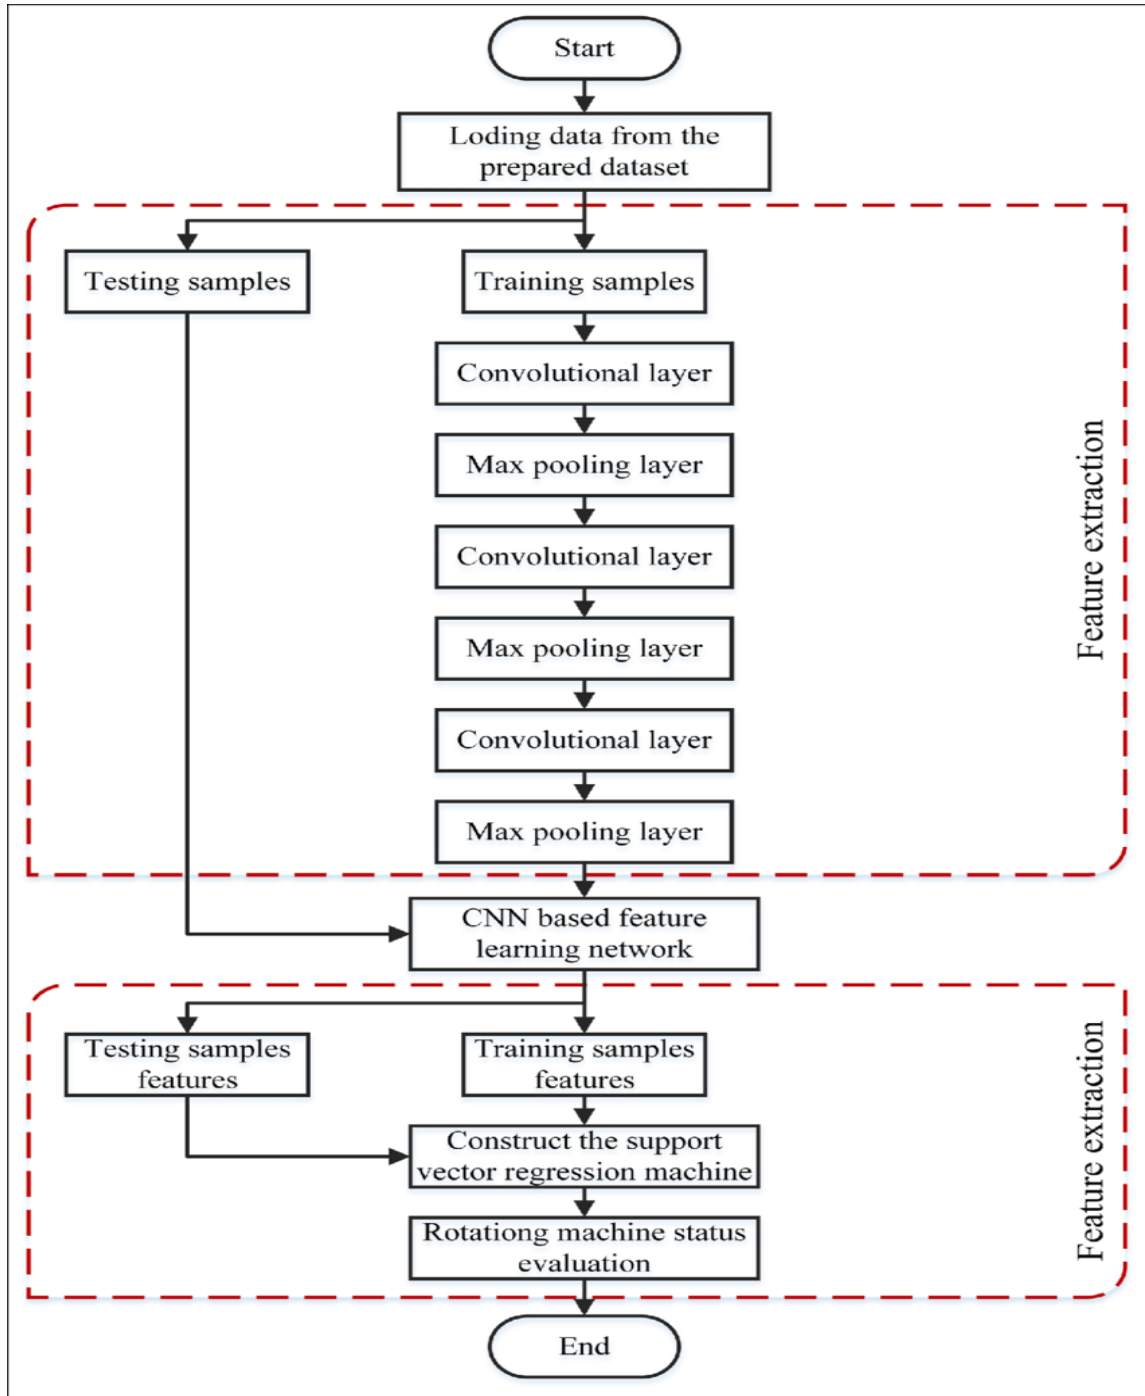 Start
Loding data from the
prepared dataset
Testing samples
Training samples
Convolutional layer
Max pooling layer
Convolutional layer
Max pooling layer
Convolutional layer
Max pooling layer
Feature extraction
CNN based feature
learning network
Testing samples
features
Training samples
features
Construct the support
vector regression machine
Rotationg machine status
evaluation
Feature extraction
End